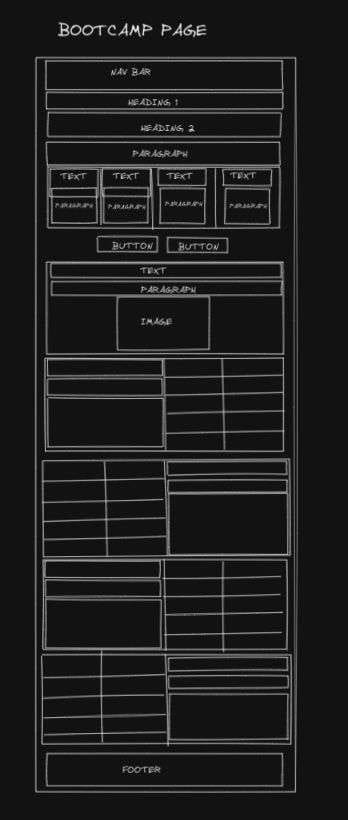 BOOTCAMP PAGE
NAV BAR
HEADING 1
HEADING 2
PARAGRAPH
TEXT TEXT TEXT TEXT
PARAGRAPH PARAGRAPH PARAGRAPH PARAGRAPH
BUTTON BUTTON
TEXT
PARAGRAPH
IMAGE
FOOTER